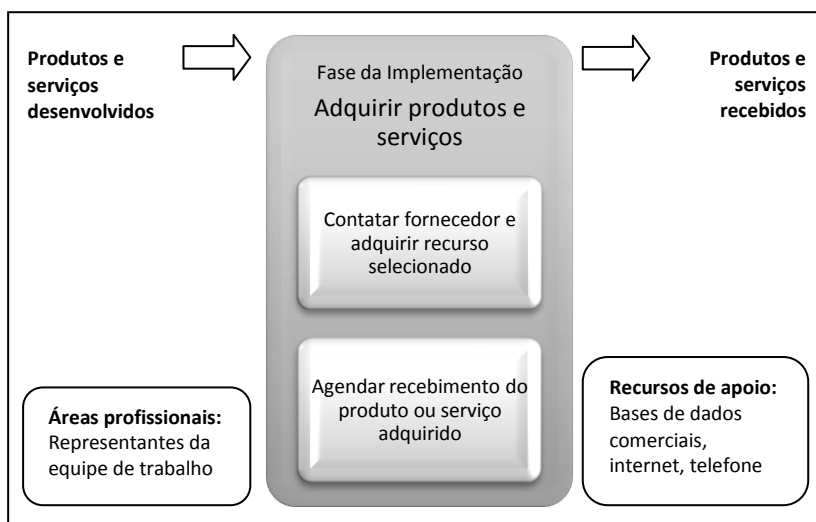 Produtos e
serviços
desenvolvidos
Fase da Implementação
Adquirir produtos e
serviços
Produtos e
serviços
recebidos
Contatar fornecedor e
adquirir recurso
selecionado
Agendar recebimento do
produto ou serviço
adquirido
Áreas profissionais:
Representantes da
equipe de trabalho
Recursos de apoio:
Bases de dados
comerciais,
internet, telefone